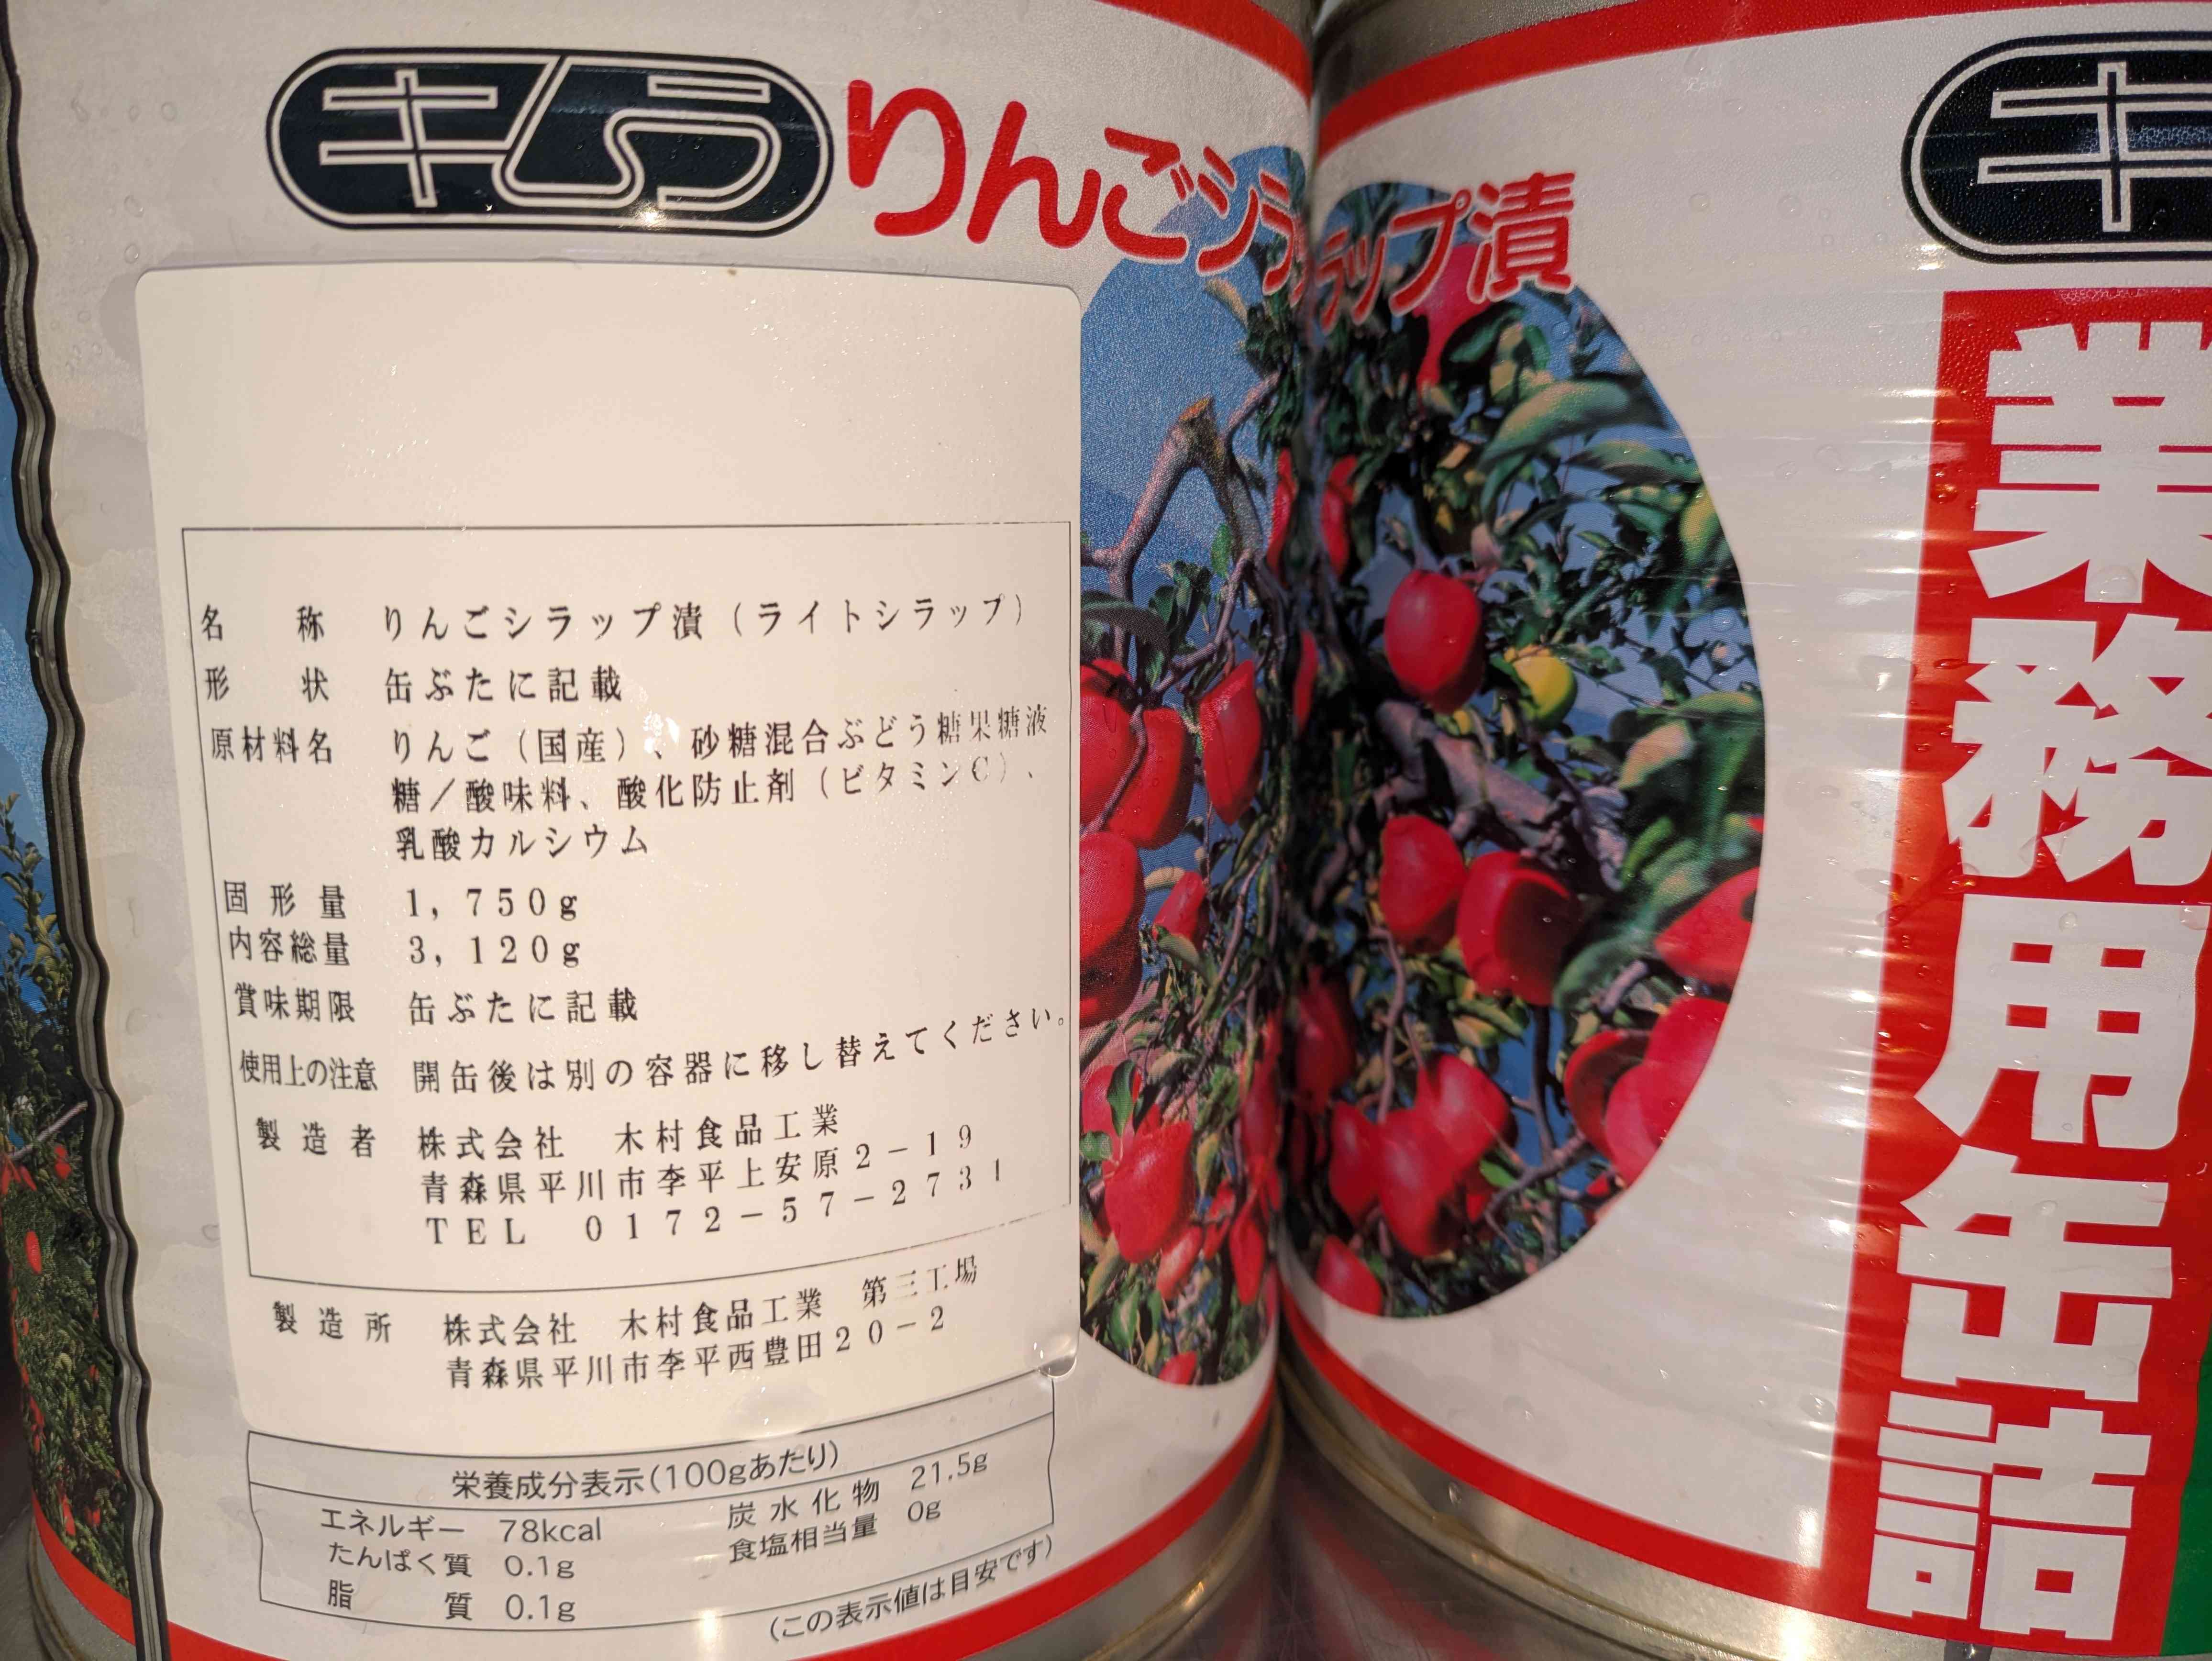 キムラ りんごシラップ漬
名称 りんごシラップ漬（ライトシラップ）
形状 缶ぶたに記載
原材料名 りんご（国産）、砂糖混合ぶどう糖果糖液
糖／酸味料、酸化防止剤（ビタミンC）、
乳酸カルシウム
固形量 1,750g
内容総量 3,120g
賞味期限 缶ぶたに記載
使用上の注意 開缶後は別の容器に移し替えてください。
製造者 株式会社 木村食品工業
青森県平川市李平上安原2－19
TEL 0172－57－2731
製造所 株式会社 木村食品工業 第三工場
青森県平川市李平西豊田20－2
栄養成分表示(100gあたり)
エネルギー 78kcal 炭水化物 21.5g
たんぱく質 0.1g 食塩相当量 0g
脂質 0.1g
(この表示値は目安です)
ラップ漬
キ
業務用缶詰